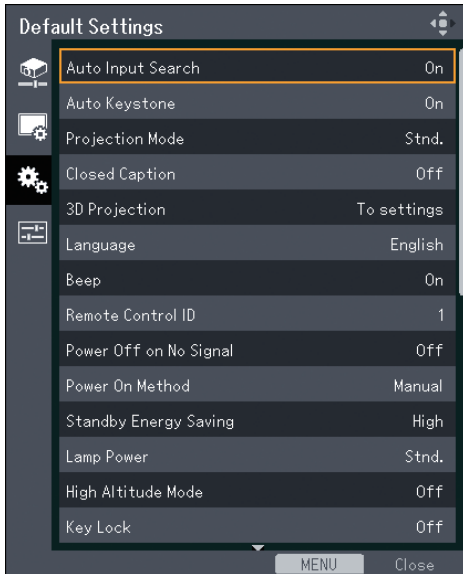 Default Settings
Auto Input Search On
Auto Keystone On
Projection Mode Stnd.
Closed Caption Off
3D Projection To settings
Language English
Beep On
Remote Control ID 1
Power Off on No Signal Off
Power On Method Manual
Standby Energy Saving High
Lamp Power Stnd.
High Altitude Mode Off
Key Lock Off
MENU Close